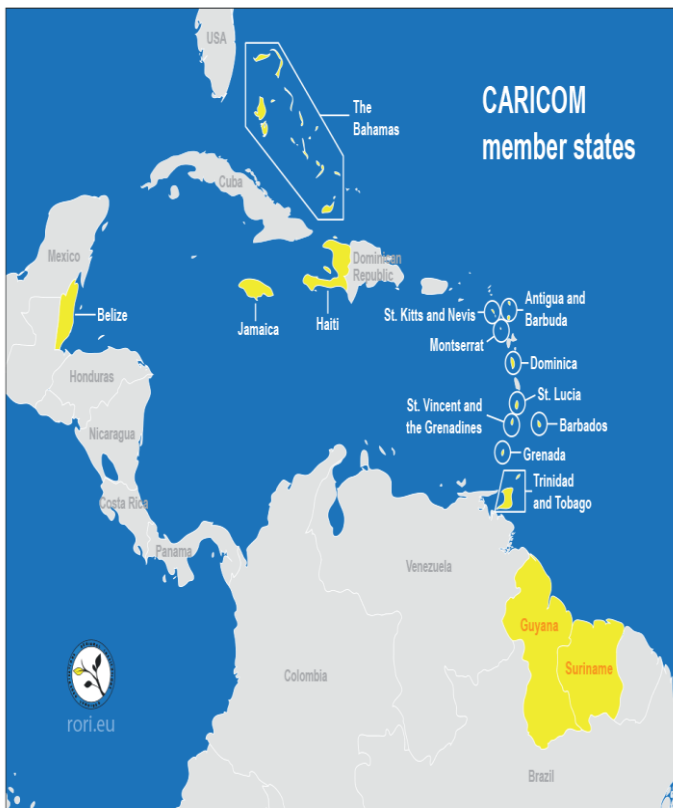 USA
The
Bahamas
CARICOM
member states
Cuba
Mexico
Dominican
Republic
Belize
Jamaica
Haiti
St. Kitts and Nevis
Antigua and
Barbuda
Montserrat
Honduras
Dominica
St. Lucia
St. Vincent and
the Grenadines
Barbados
Nicaragua
Grenada
Trinidad
and Tobago
Costa Rica
Panama
Venezuela
Guyana
Suriname
Colombia
rori.eu
Brazil